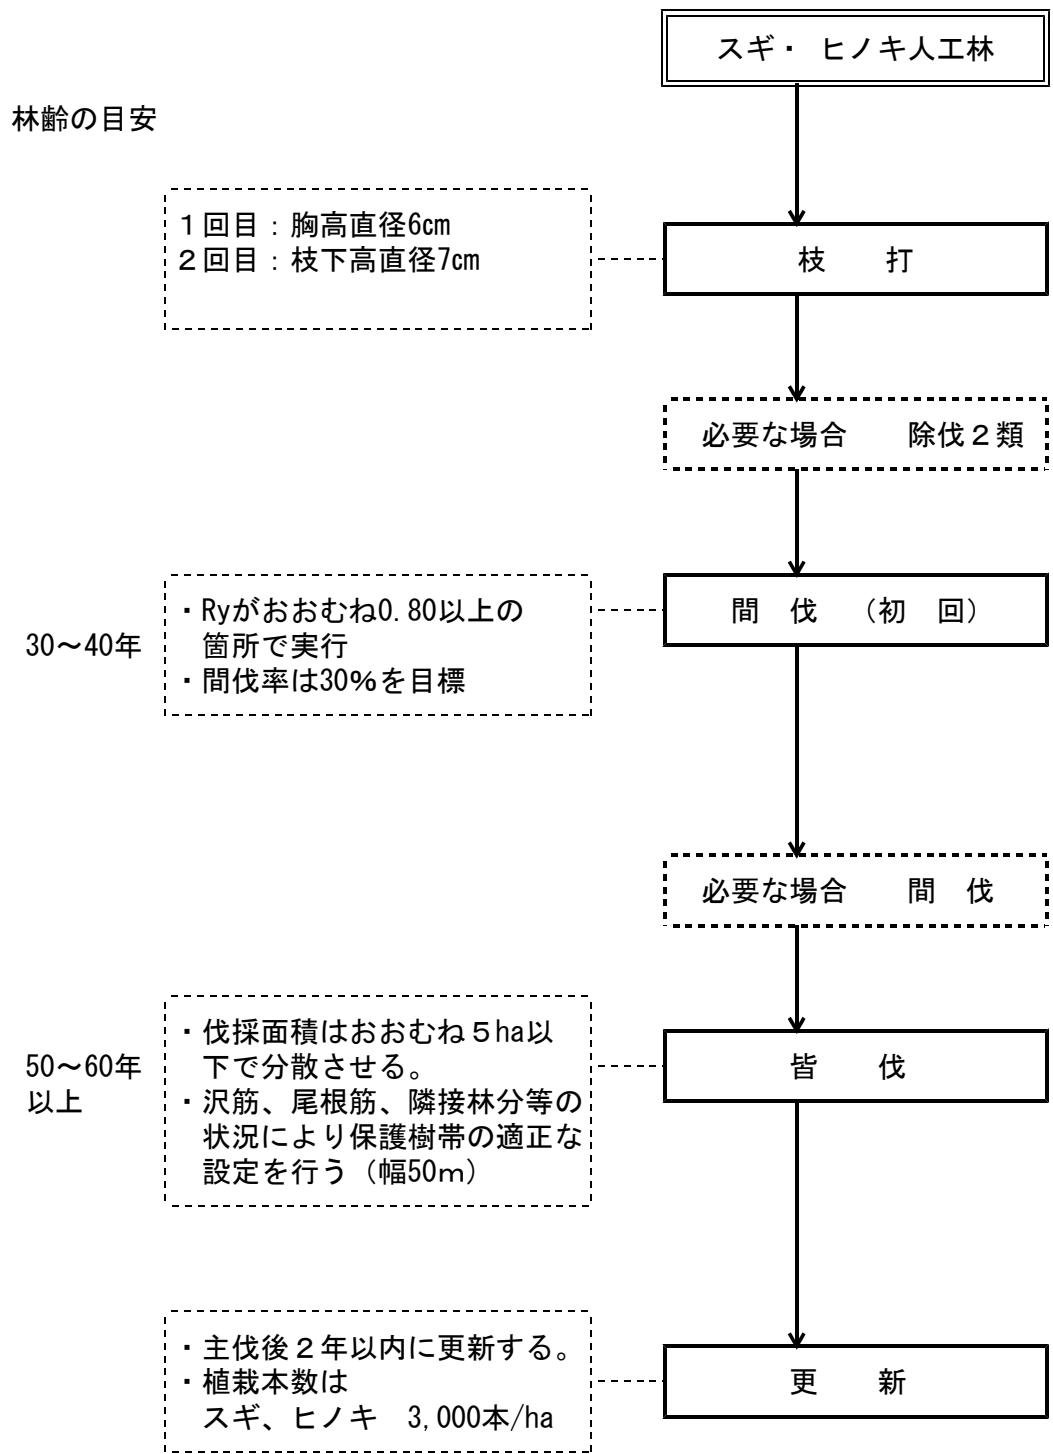 スギ・ ヒノキ人工林
林齢の目安
1回目：胸高直径6cm
2回目：枝下高直径7cm
枝　　打
必要な場合　　除伐２類
・Ryがおおむね0.80以上の
箇所で実行
・間伐率は30%を目標
30～40年
間　伐　（初　回）
必要な場合　　間　伐
50～60年
以上
・伐採面積はおおむね５ha以
下で分散させる。
・沢筋、尾根筋、隣接林分等の
状況により保護樹帯の適正な
設定を行う（幅50ｍ）
皆　　伐
・主伐後２年以内に更新する。
・植栽本数は
スギ、ヒノキ　3,000本/ha
更　　新